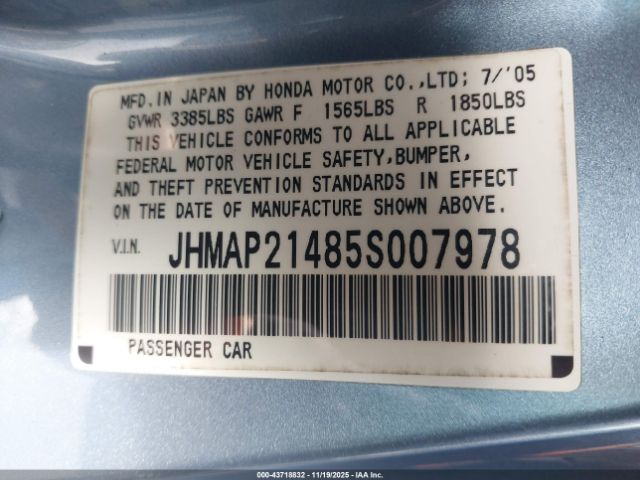 MFD.IN JAPAN BY HONDA MOTOR CO.,LTD; 7/'05
GVWR 3385LBS GAWR F 1565LBS R 1850LBS
THIS VEHICLE CONFORMS TO ALL APPLICABLE
FEDERAL MOTOR VEHICLE SAFETY,BUMPER,
AND THEFT PREVENTION STANDARDS IN EFFECT
ON THE DATE OF MANUFACTURE SHOWN ABOVE.
V.I.N. JHMAP21485S007978
PASSENGER CAR
000-43718832 - 11/19/2025 - IAA Inc.